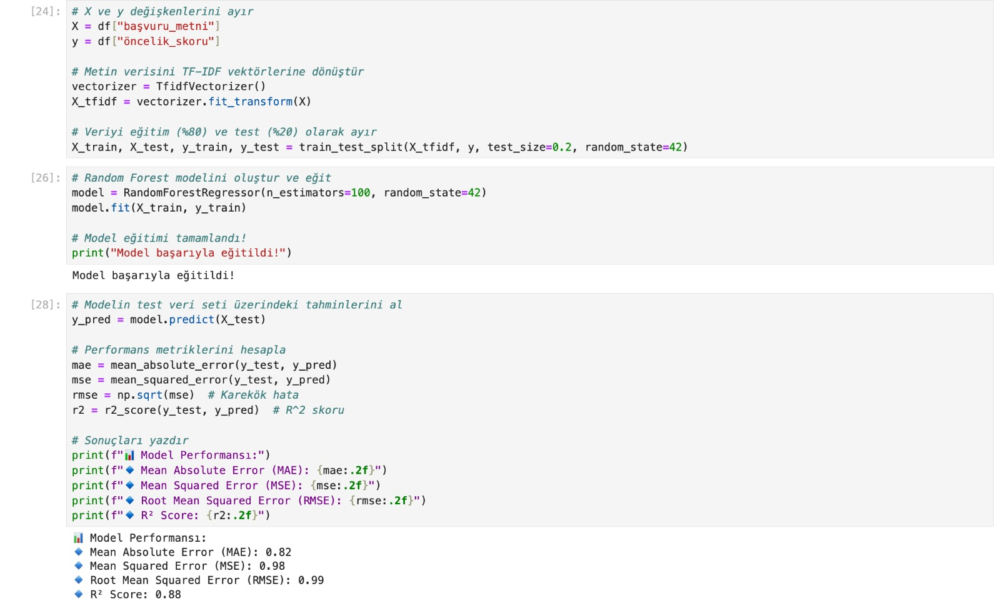 [24]: # X ve y değişkenlerini ayır
X = df["başvuru_metni"]
y = df["öncelik_skoru"]
# Metin verisini TF-IDF vektörlerine dönüştür
vectorizer = TfidfVectorizer()
X_tfidf = vectorizer.fit_transform(X)
# Veriyi eğitim (%80) ve test (%20) olarak ayır
X_train, X_test, y_train, y_test = train_test_split(X_tfidf, y, test_size=0.2, random_state=42)
[26]: # Random Forest modelini oluştur ve eğit
model = RandomForestRegressor(n_estimators=100, random_state=42)
model.fit(X_train, y_train)
# Model eğitimi tamamlandı!
print("Model başarıyla eğitildi!")
Model başarıyla eğitildi!
[28]: # Modelin test veri seti üzerindeki tahminlerini al
y_pred = model.predict(X_test)
# Performans metriklerini hesapla
mae = mean_absolute_error(y_test, y_pred)
mse = mean_squared_error(y_test, y_pred)
rmse = np.sqrt(mse)  # Karekök hata
r2 = r2_score(y_test, y_pred)  # R^2 skoru
# Sonuçları yazdır
print(f"📊 Model Performansı:")
print(f"🔹 Mean Absolute Error (MAE): {mae:.2f}")
print(f"🔹 Mean Squared Error (MSE): {mse:.2f}")
print(f"🔹 Root Mean Squared Error (RMSE): {rmse:.2f}")
print(f"🔹 R² Score: {r2:.2f}")
📊 Model Performansı:
🔹 Mean Absolute Error (MAE): 0.82
🔹 Mean Squared Error (MSE): 0.98
🔹 Root Mean Squared Error (RMSE): 0.99
🔹 R² Score: 0.88